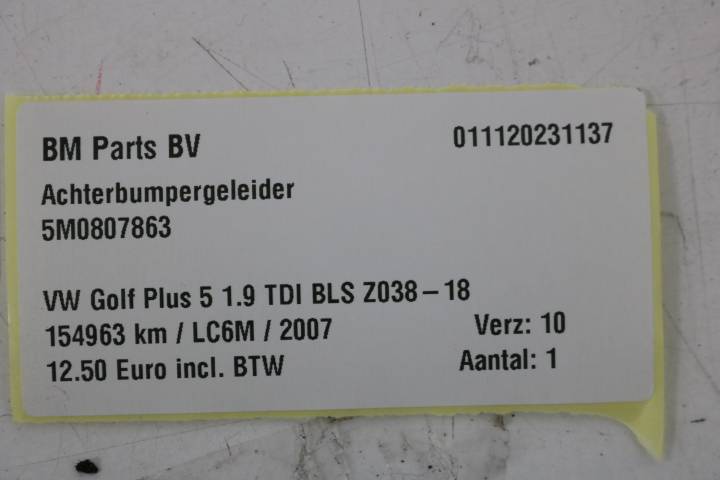 BM Parts BV 011120231137
Achterbumpergeleider
5M0807863
VW Golf Plus 5 1.9 TDI BLS Z038-18
154963 km / LC6M / 2007 Verz: 10
12.50 Euro incl. BTW Aantal: 1